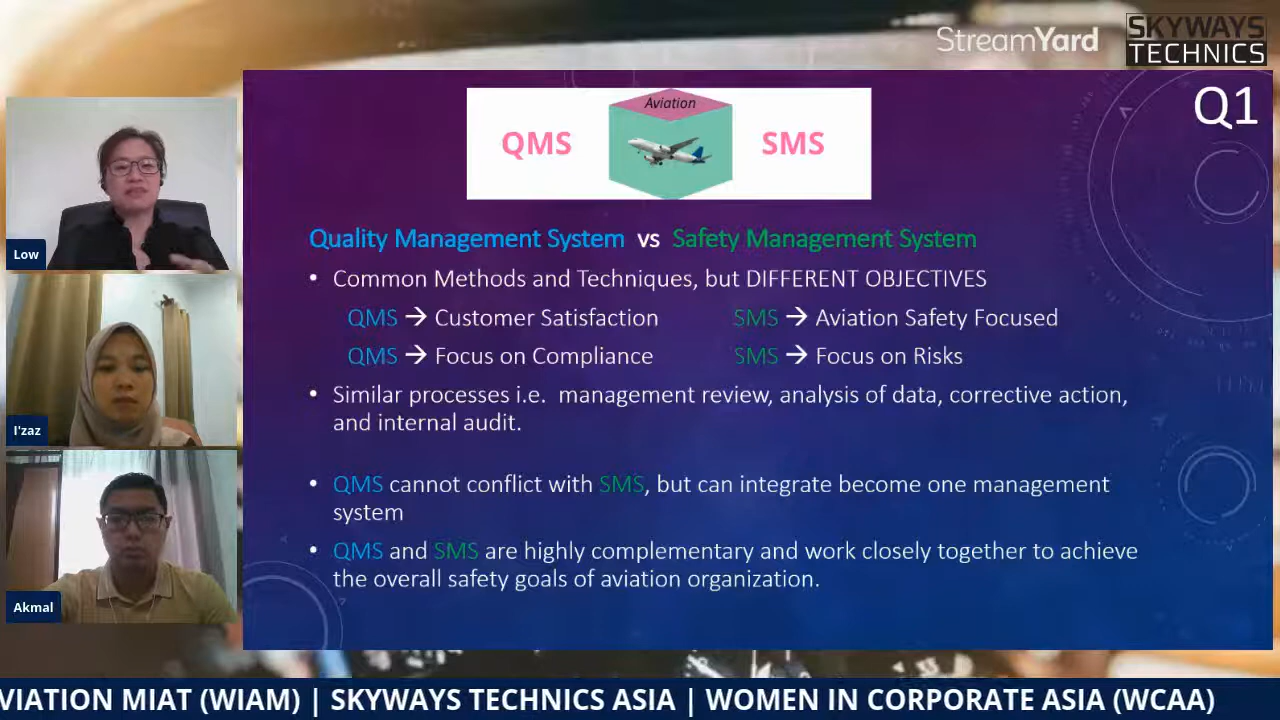 StreamYard
SKYWAYS
TECHNICS
Q1
Aviation
QMS
SMS
Quality Management System vs Safety Management System
• Common Methods and Techniques, but DIFFERENT OBJECTIVES
QMS → Customer Satisfaction SMS → Aviation Safety Focused
QMS → Focus on Compliance SMS → Focus on Risks
• Similar processes i.e. management review, analysis of data, corrective action,
and internal audit.
• QMS cannot conflict with SMS, but can integrate become one management
system
• QMS and SMS are highly complementary and work closely together to achieve
the overall safety goals of aviation organization.
Low
I'zaz
Akmal
VIATION MIAT (WIAM) | SKYWAYS TECHNICS ASIA | WOMEN IN CORPORATE ASIA (WCAA)